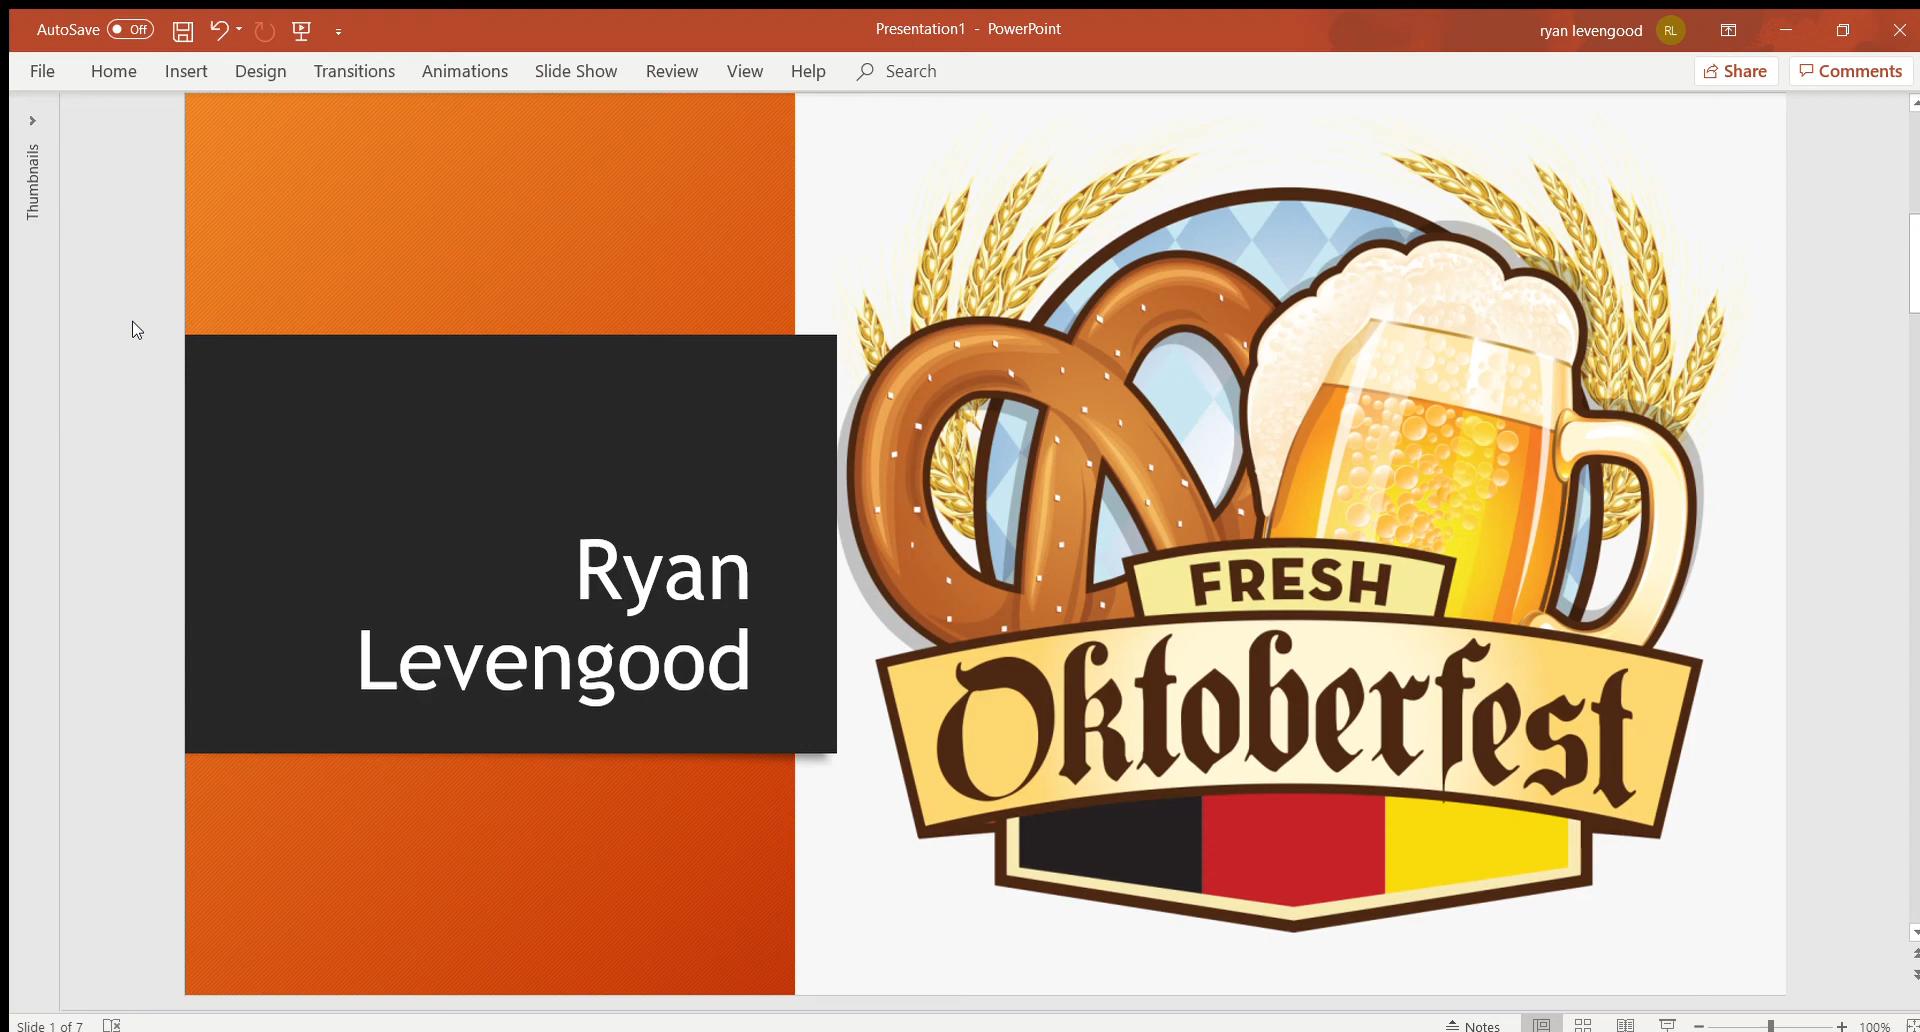 AutoSave Off
Presentation1 - PowerPoint
ryan levengood RL
File Home Insert Design Transitions Animations Slide Show Review View Help Search
Share Comments
Thumbnails
Ryan
Levengood
FRESH
Oktoberfest
Slide 1 of 7
Notes
100%